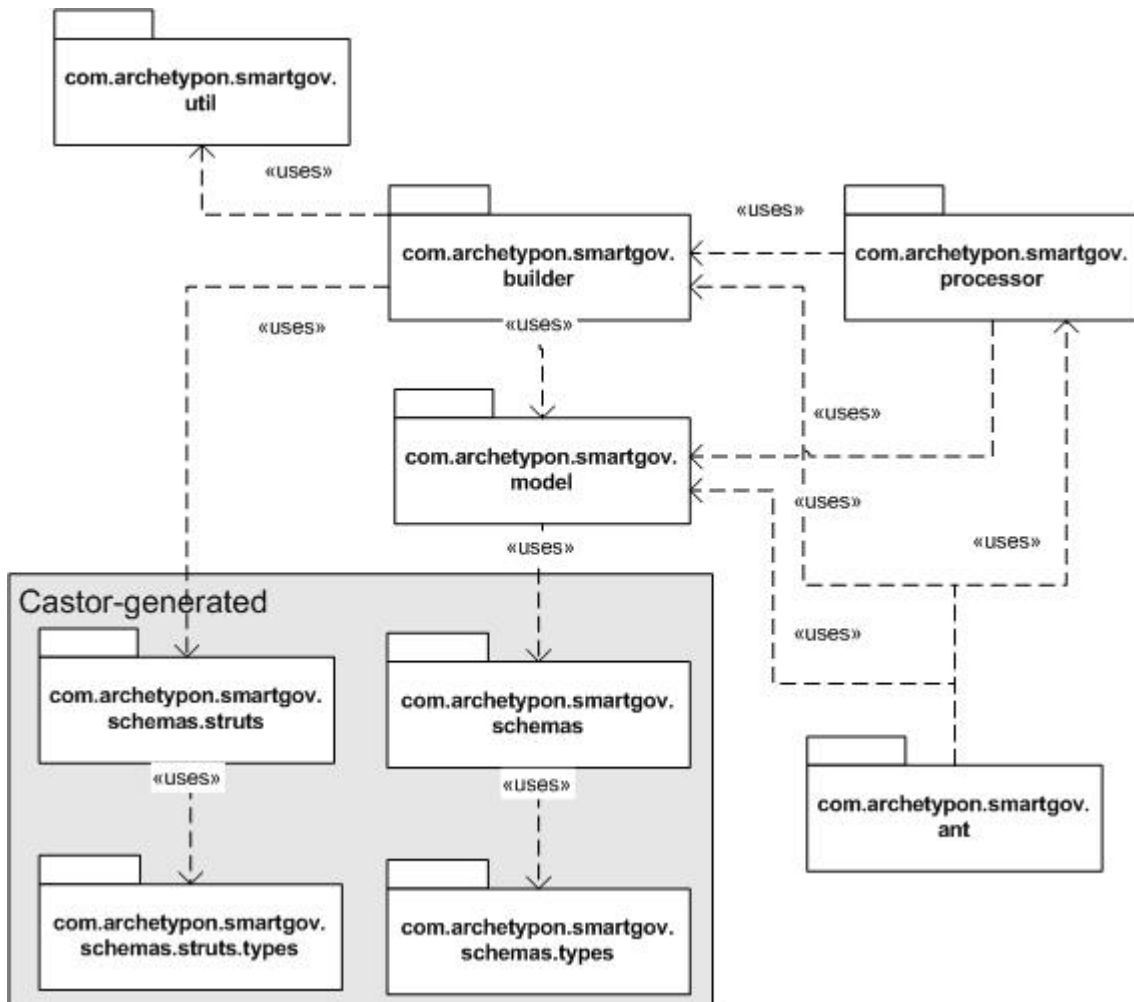 com.archetypon.smartgov.
util
«uses»
com.archetypon.smartgov.
builder
«uses»
com.archetypon.smartgov.
processor
«uses»
«uses»
com.archetypon.smartgov.
model
«uses»
«uses»
«uses»
«uses»
«uses»
Castor-generated
com.archetypon.smartgov.
schemas.struts
com.archetypon.smartgov.
schemas
«uses»
«uses»
com.archetypon.smartgov.
ant
com.archetypon.smartgov.
schemas.struts.types
com.archetypon.smartgov.
schemas.types